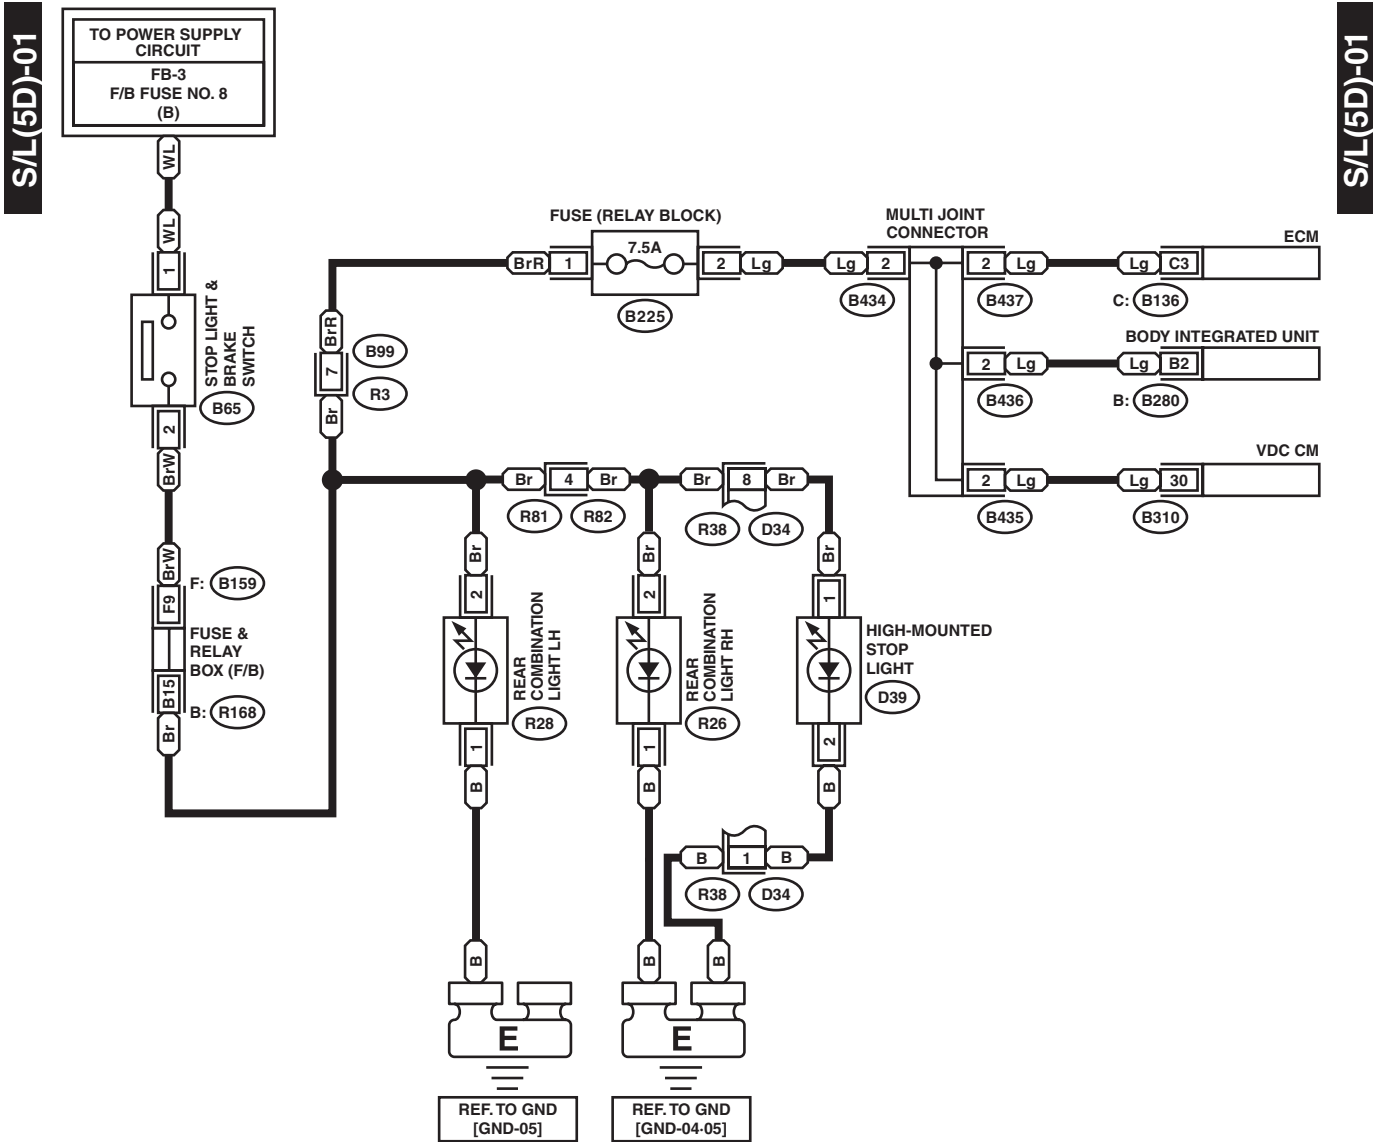 S/L(5D)-01
S/L(5D)-01
TO POWER SUPPLY
CIRCUIT
FB-3
F/B FUSE NO. 8
(B)
WL
WL
1
STOP LIGHT &
BRAKE
SWITCH
B65
2
BrW
BrW
F: B159
F9
FUSE &
RELAY
BOX (F/B)
B15
B: R168
Br
BrR
7
B99
R3
Br
FUSE (RELAY BLOCK)
BrR
1
7.5A
2
Lg
B225
MULTI JOINT
CONNECTOR
Lg
2
B434
2
Lg
B437
Lg
C3
ECM
C: B136
2
Lg
B436
Lg
B2
BODY INTEGRATED UNIT
B: B280
2
Lg
B435
Lg
30
VDC CM
B310
Br
4
Br
R81
R82
Br
8
Br
R38
D34
Br
2
REAR
COMBINATION
LIGHT LH
R28
1
B
B
Br
2
REAR
COMBINATION
LIGHT RH
R26
1
B
B
Br
1
HIGH-MOUNTED
STOP
LIGHT
D39
2
B
B
1
B
R38
D34
B
E
E
REF. TO GND
[GND-05]
REF. TO GND
[GND-04·05]